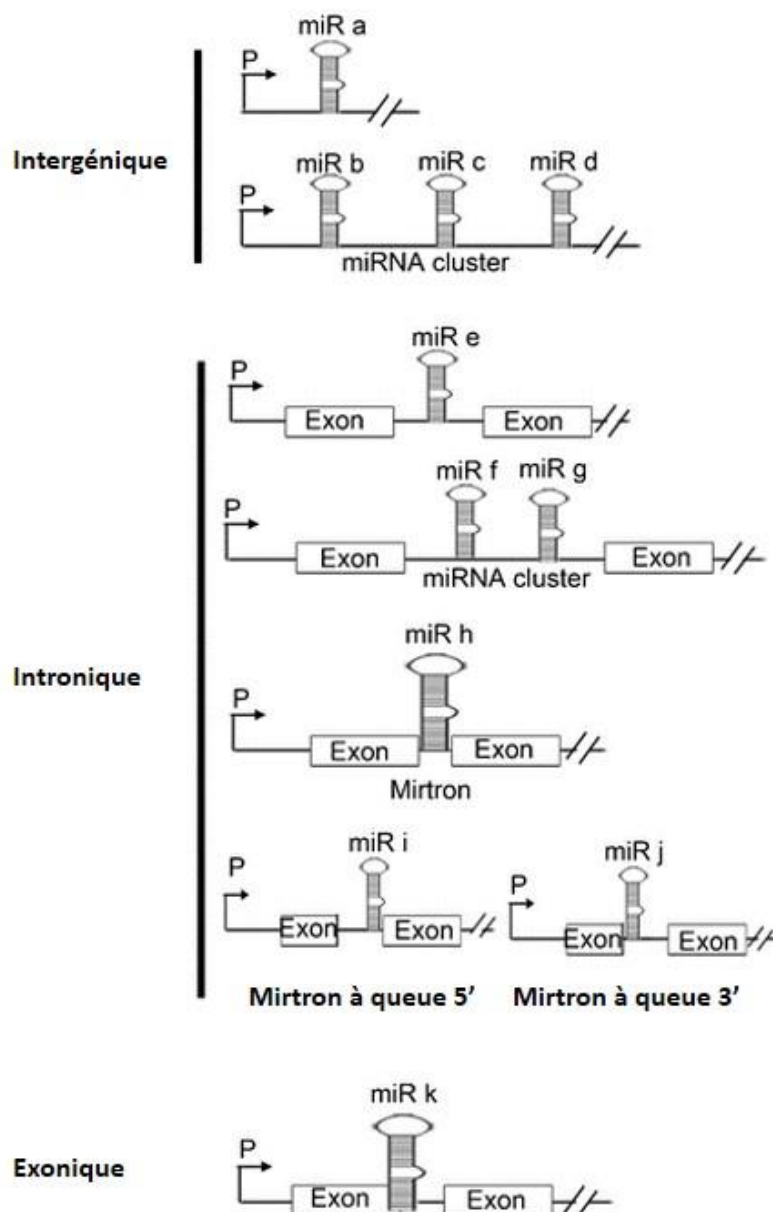 miR a
P
Intergénique
miR b miR c miR d
P
miRNA cluster
miR e
P
Exon Exon
miR f miR g
P
Exon Exon
miRNA cluster
miR h
Intronique
P
Exon Exon
Mirtron
miR i miR j
P P
Exon Exon Exon Exon
Mirtron à queue 5’ Mirtron à queue 3’
miR k
P
Exonique
Exon Exon